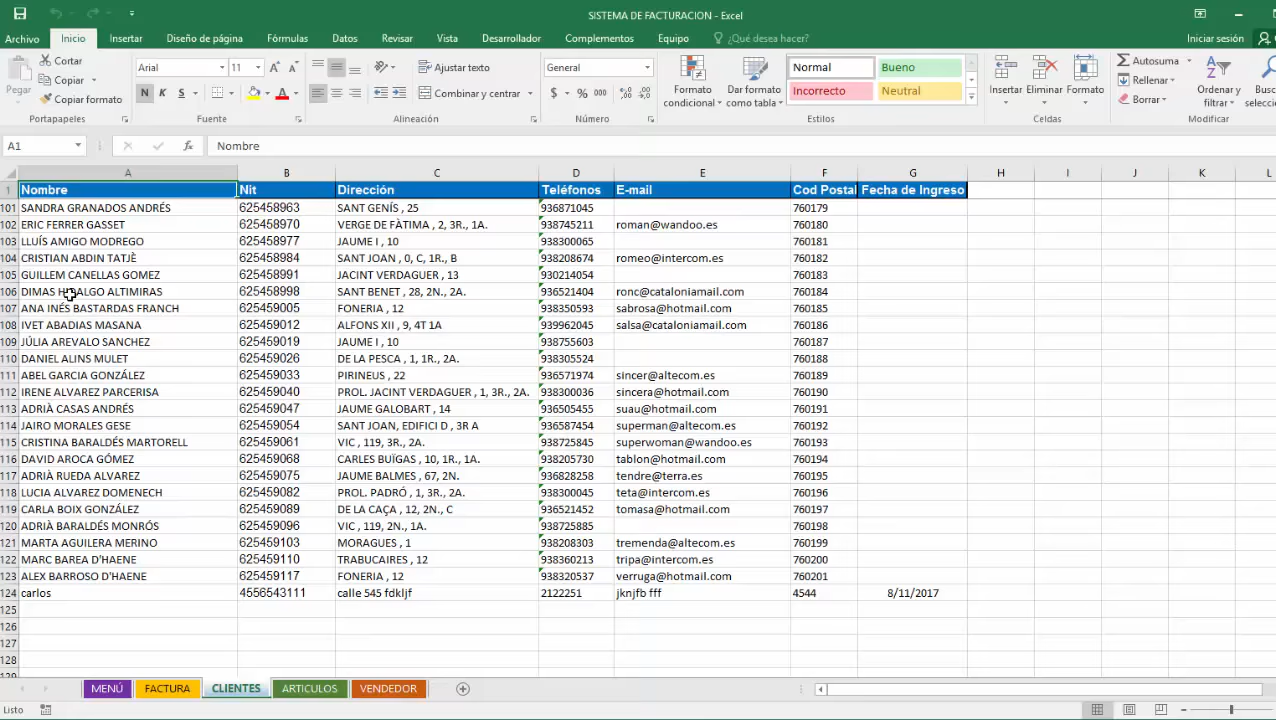 SISTEMA DE FACTURACION - Excel
Archivo Inicio Insertar Diseño de página Fórmulas Datos Revisar Vista Desarrollador Complementos Equipo ¿Qué desea hacer? Iniciar sesión
Pegar Cortar Copiar Copiar formato
Arial 11 N K S
Ajustar texto
Combinar y centrar
General
$ % 000
Formato condicional Dar formato como tabla
Normal Bueno
Incorrecto Neutral
Insertar Eliminar Formato
Autosuma
Rellenar
Borrar
Ordenar y filtrar
Portapapeles Fuente Alineación Número Estilos Celdas Modificar
A1 fx Nombre
A B C D E F G H I J K L
1 Nombre Nit Dirección Teléfonos E-mail Cod Postal Fecha de Ingreso
101 SANDRA GRANADOS ANDRÉS 625458963 SANT GENÍS , 25 936871045 760179
102 ERIC FERRER GASSET 625458970 VERGE DE FÀTIMA , 2, 3R., 1A. 938745211 roman@wandoo.es 760180
103 LLUÍS AMIGO MODREGO 625458977 JAUME I , 10 938300065 760181
104 CRISTIAN ABDIN TATJÈ 625458984 SANT JOAN , 0, C, 1R., B 938208674 romeo@intercom.es 760182
105 GUILLEM CANELLAS GOMEZ 625458991 JACINT VERDAGUER , 13 930214054 760183
106 DIMAS HIDALGO ALTIMIRAS 625458998 SANT BENET , 28, 2N., 2A. 936521404 ronc@cataloniamail.com 760184
107 ANA INÉS BASTARDAS FRANCH 625459005 FONERIA , 12 938350593 sabrosa@hotmail.com 760185
108 IVET ABADIAS MASANA 625459012 ALFONS XII , 9, 4T 1A 939962045 salsa@cataloniamail.com 760186
109 JÚLIA AREVALO SANCHEZ 625459019 JAUME I , 10 938755603 760187
110 DANIEL ALINS MULET 625459026 DE LA PESCA , 1, 1R., 2A. 938305524 760188
111 ABEL GARCIA GONZÁLEZ 625459033 PIRINEUS , 22 936571974 sincer@altecom.es 760189
112 IRENE ALVAREZ PARCERISA 625459040 PROL. JACINT VERDAGUER , 1, 3R., 2A. 938300036 sincera@hotmail.com 760190
113 ADRIÀ CASAS ANDRÉS 625459047 JAUME GALOBART , 14 936505455 suau@hotmail.com 760191
114 JAIRO MORALES GESE 625459054 SANT JOAN, EDIFICI D , 3R A 936587454 superman@altecom.es 760192
115 CRISTINA BARALDÉS MARTORELL 625459061 VIC , 119, 3R., 2A. 938725845 superwoman@wandoo.es 760193
116 DAVID AROCA GÓMEZ 625459068 CARLES BUÏGAS , 10, 1R., 1A. 938205730 tablon@hotmail.com 760194
117 ADRIÀ RUEDA ALVAREZ 625459075 JAUME BALMES , 67, 2N. 936828258 tendre@terra.es 760195
118 LUCIA ALVAREZ DOMENECH 625459082 PROL. PADRÓ , 1, 3R., 2A. 938300045 teta@intercom.es 760196
119 CARLA BOIX GONZÁLEZ 625459089 DE LA CAÇA , 12, 2N., C 936521452 tomasa@hotmail.com 760197
120 ADRIÀ BARALDÉS MONRÓS 625459096 VIC , 119, 2N., 1A. 938725885 760198
121 MARTA AGUILERA MERINO 625459103 MORAGUES , 1 938208303 tremenda@altecom.es 760199
122 MARC BAREA D'HAENE 625459110 TRABUCAIRES , 12 938360213 tripa@intercom.es 760200
123 ALEX BARROSO D'HAENE 625459117 FONERIA , 12 938320537 verruga@hotmail.com 760201
124 carlos 4556543111 calle 545 fdkljf 2122251 jknjfb fff 4544 8/11/2017
125
126
127
128
MENÚ FACTURA CLIENTES ARTICULOS VENDEDOR
Listo